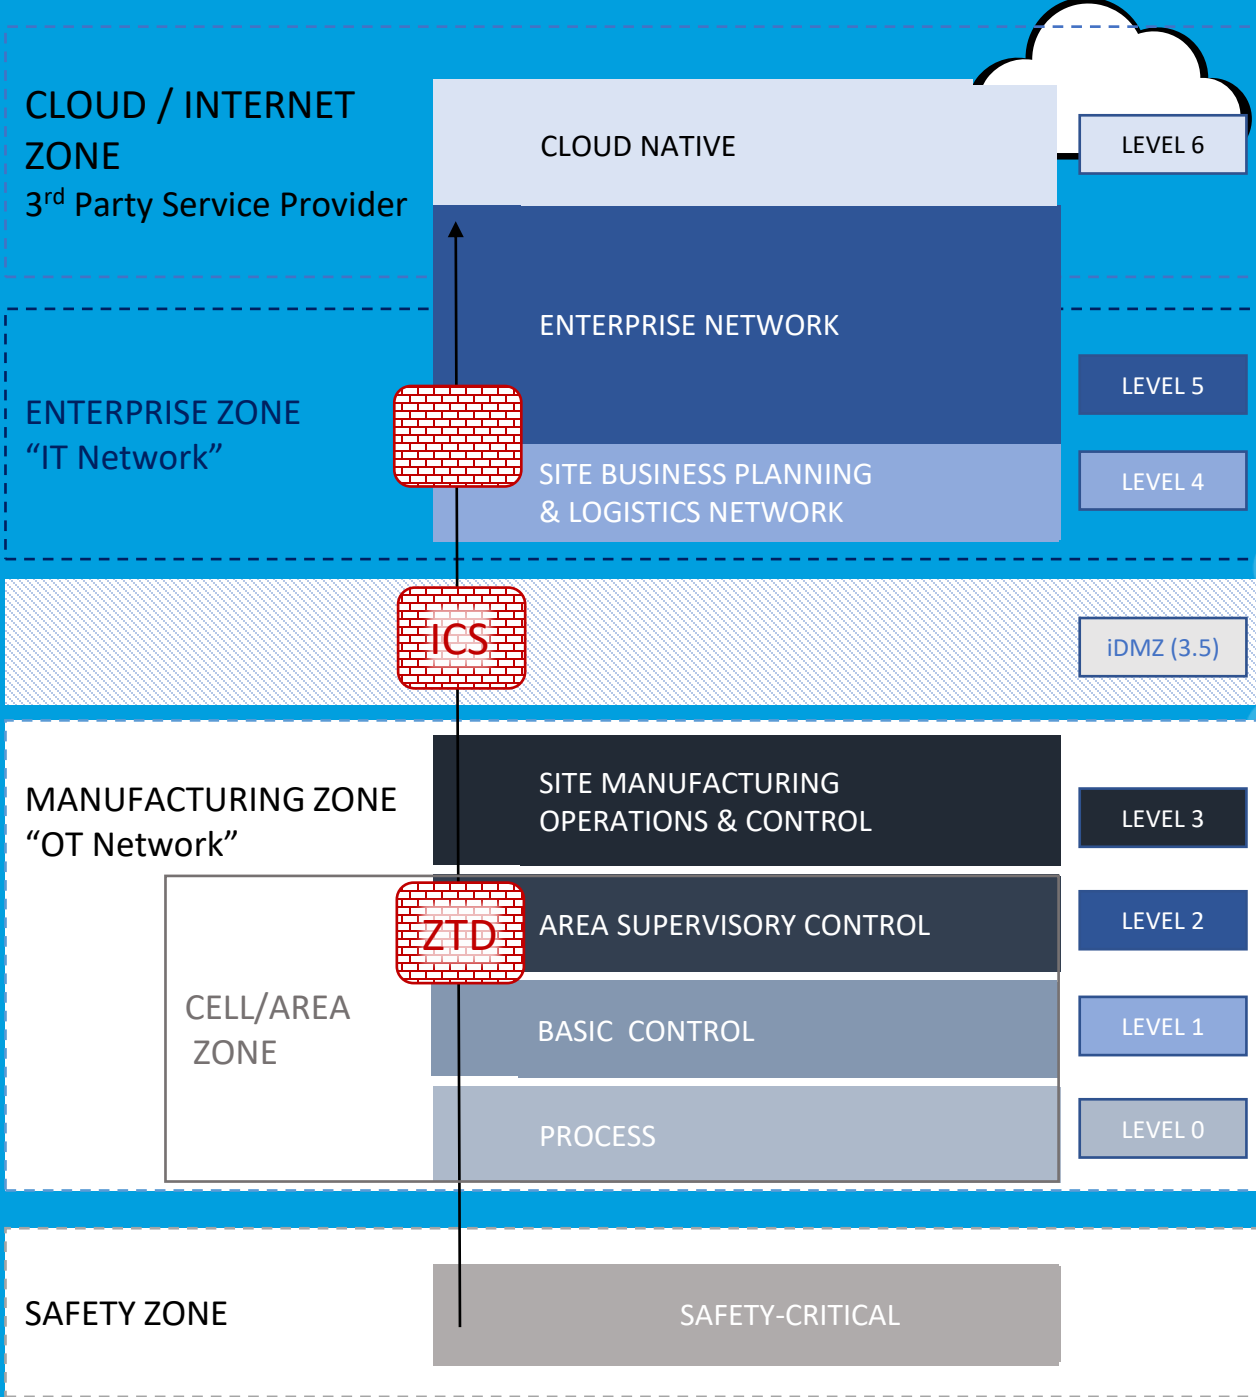 CLOUD / INTERNET
ZONE
3rd Party Service Provider
CLOUD NATIVE
LEVEL 6
ENTERPRISE NETWORK
LEVEL 5
ENTERPRISE ZONE
“IT Network”
SITE BUSINESS PLANNING
& LOGISTICS NETWORK
LEVEL 4
ICS
iDMZ (3.5)
MANUFACTURING ZONE
“OT Network”
SITE MANUFACTURING
OPERATIONS & CONTROL
LEVEL 3
ZTD
AREA SUPERVISORY CONTROL
LEVEL 2
CELL/AREA
ZONE
BASIC CONTROL
LEVEL 1
PROCESS
LEVEL 0
SAFETY ZONE
SAFETY-CRITICAL